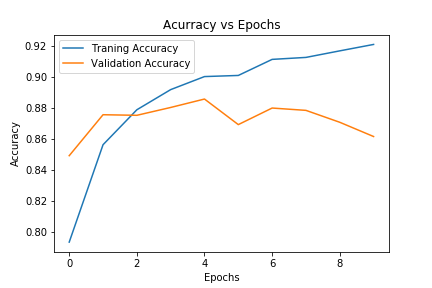 Acurracy vs Epochs
Traning Accuracy
Validation Accuracy
0.92
0.90
0.88
0.86
0.84
0.82
0.80
Accuracy
0 2 4 6 8
Epochs